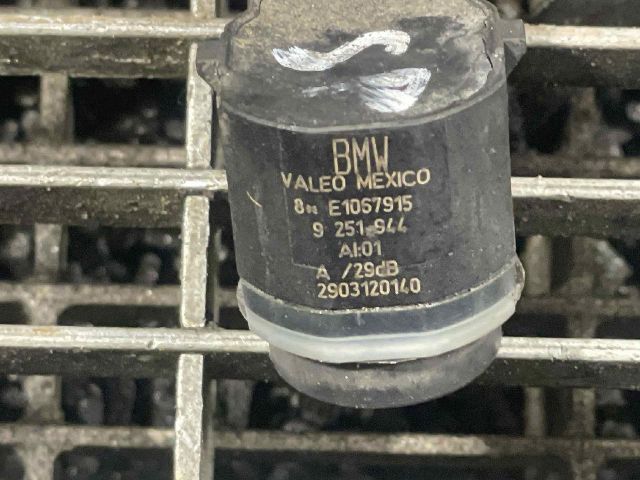 BMW
VALEO MEXICO
8" E1067915
9 251 944
AI:01
A /29dB
2903120140